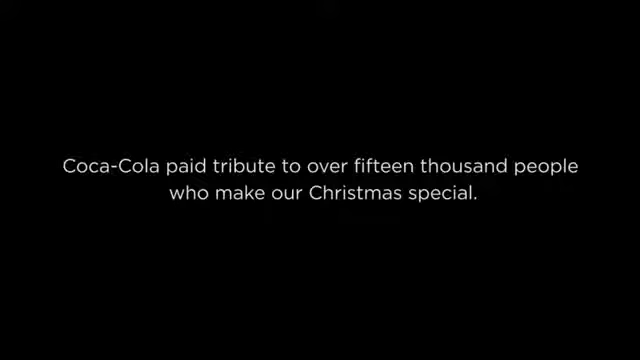 Coca-Cola paid tribute to over fifteen thousand people
who make our Christmas special.